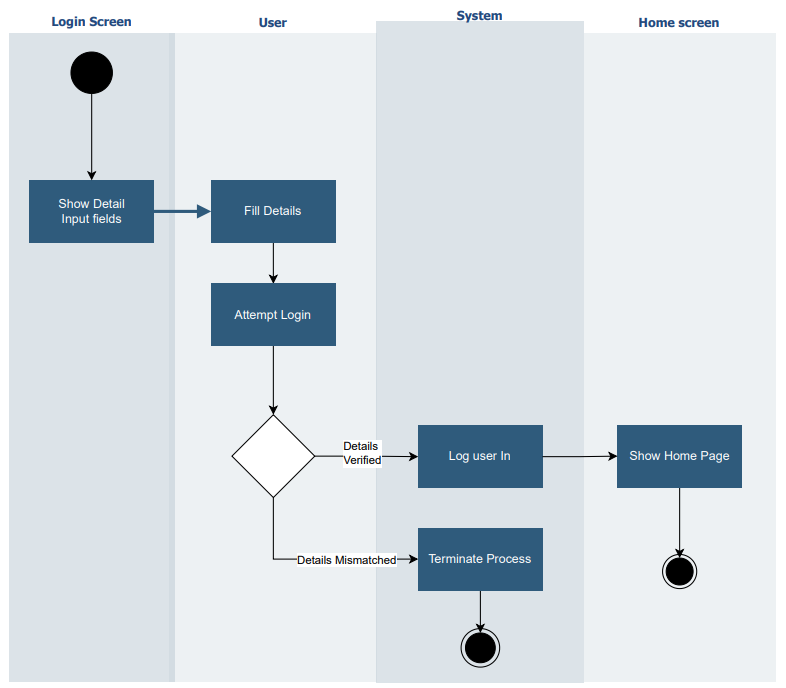 Login Screen
User
System
Home screen
Show Detail
Input fields
Fill Details
Attempt Login
Details
Verified
Log user In
Show Home Page
Details Mismatched
Terminate Process